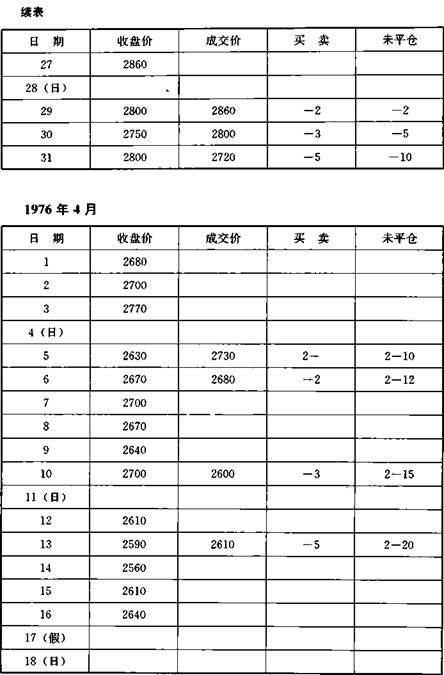 续表
日 期 收盘价 成交价 买 卖 未平仓
27 2860
28（日）
29 2800 2860 —2 —2
30 2750 2800 —3 —5
31 2800 2720 —5 —10
1976 年 4 月
日 期 收盘价 成交价 买 卖 未平仓
1 2680
2 2700
3 2770
4（日）
5 2630 2730 2— 2—10
6 2670 2680 —2 2—12
7 2700
8 2670
9 2640
10 2700 2600 —3 2—15
11（日）
12 2610
13 2590 2610 —5 2—20
14 2560
15 2610
16 2640
17（假）
18（日）